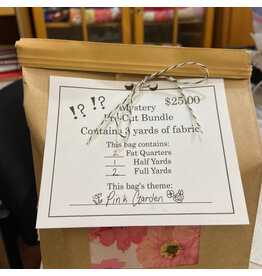 !? !?
Mystery $25.00
Pre-Cut Bundle
Contains 3 yards of fabric.
This bag contains:
2 Fat Quarters
1 Half Yards
2 Full Yards
This bag's theme:
Pink Garden